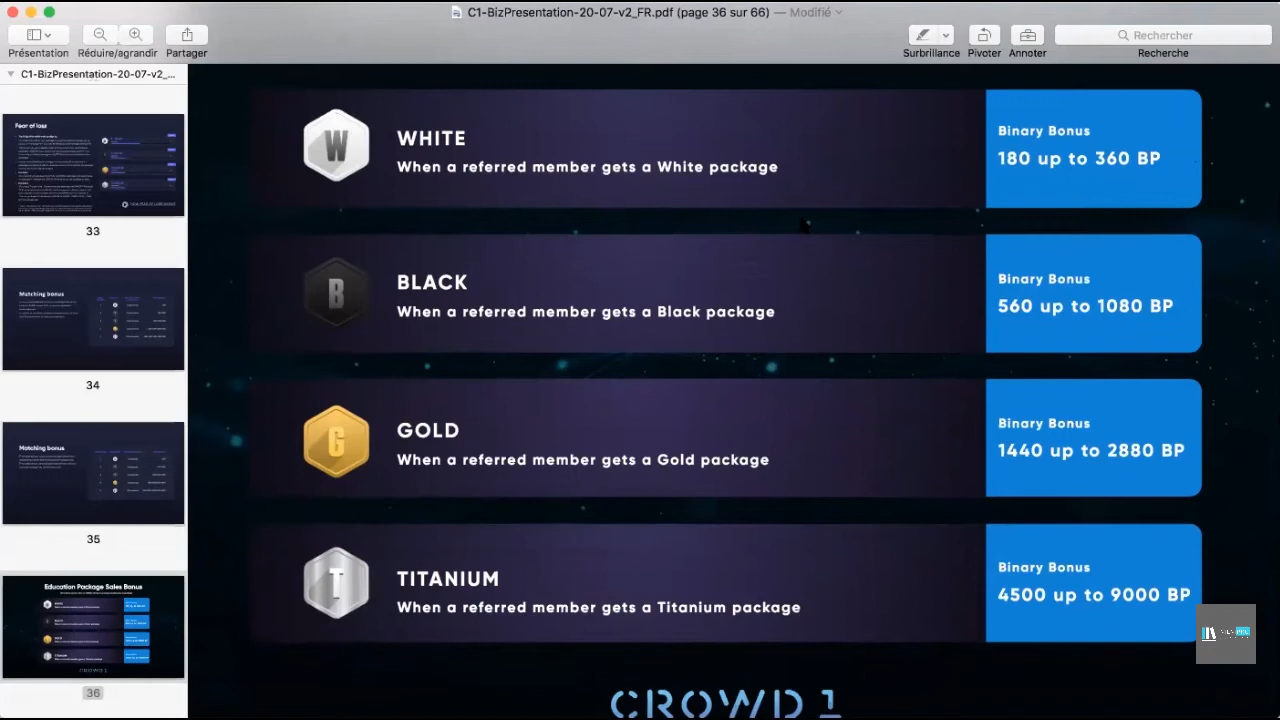 C1-BizPresentation-20-07-v2_FR.pdf (page 36 sur 66) — Modifié
Présentation
Réduire/agrandir
Partager
Surbrillance
Pivoter
Annoter
Rechercher
Recherche
C1-BizPresentation-20-07-v2_...
Fear of loss
33
Matching bonus
34
Matching bonus
35
Education Package Sales Bonus
CROWD 1
36
W
WHITE
When a referred member gets a White package
Binary Bonus
180 up to 360 BP
B
BLACK
When a referred member gets a Black package
Binary Bonus
560 up to 1080 BP
G
GOLD
When a referred member gets a Gold package
Binary Bonus
1440 up to 2880 BP
T
TITANIUM
When a referred member gets a Titanium package
Binary Bonus
4500 up to 9000 BP
CROWD 1